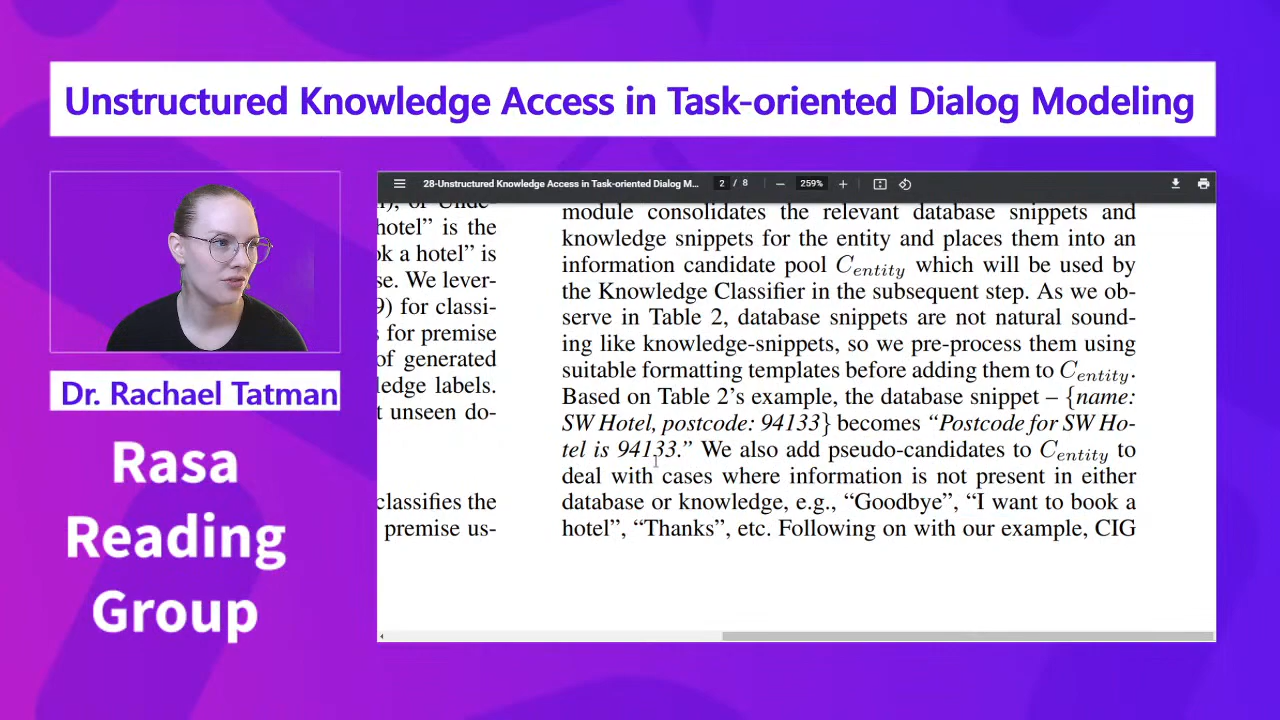 Unstructured Knowledge Access in Task-oriented Dialog Modeling
28-Unstructured Knowledge Access in Task-oriented Dialog M...
2 / 8
259%
Dr. Rachael Tatman
Rasa
Reading
Group
hotel” is the
ok a hotel” is
se. We lever-
9) for classi-
s for premise
of generated
ledge labels.
t unseen do-
classifies the
premise us-
module consolidates the relevant database snippets and
knowledge snippets for the entity and places them into an
information candidate pool Centity which will be used by
the Knowledge Classifier in the subsequent step. As we ob-
serve in Table 2, database snippets are not natural sound-
ing like knowledge-snippets, so we pre-process them using
suitable formatting templates before adding them to Centity.
Based on Table 2’s example, the database snippet – {name:
SW Hotel, postcode: 94133} becomes “Postcode for SW Ho-
tel is 94133.” We also add pseudo-candidates to Centity to
deal with cases where information is not present in either
database or knowledge, e.g., “Goodbye”, “I want to book a
hotel”, “Thanks”, etc. Following on with our example, CIG